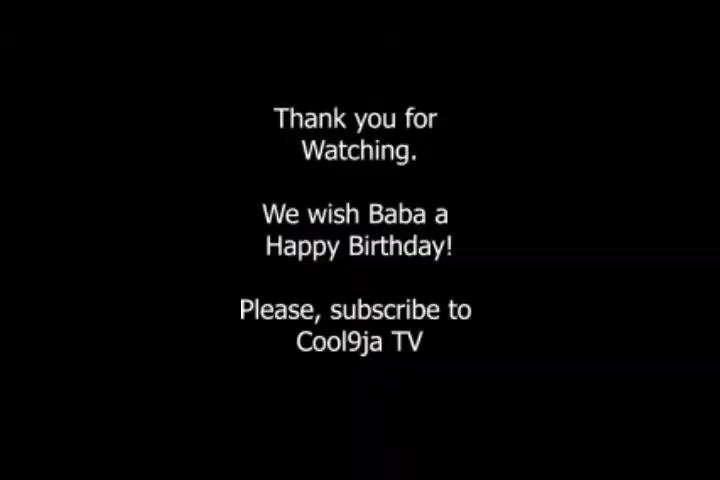 Thank you for
Watching.
We wish Baba a
Happy Birthday!
Please, subscribe to
Cool9ja TV